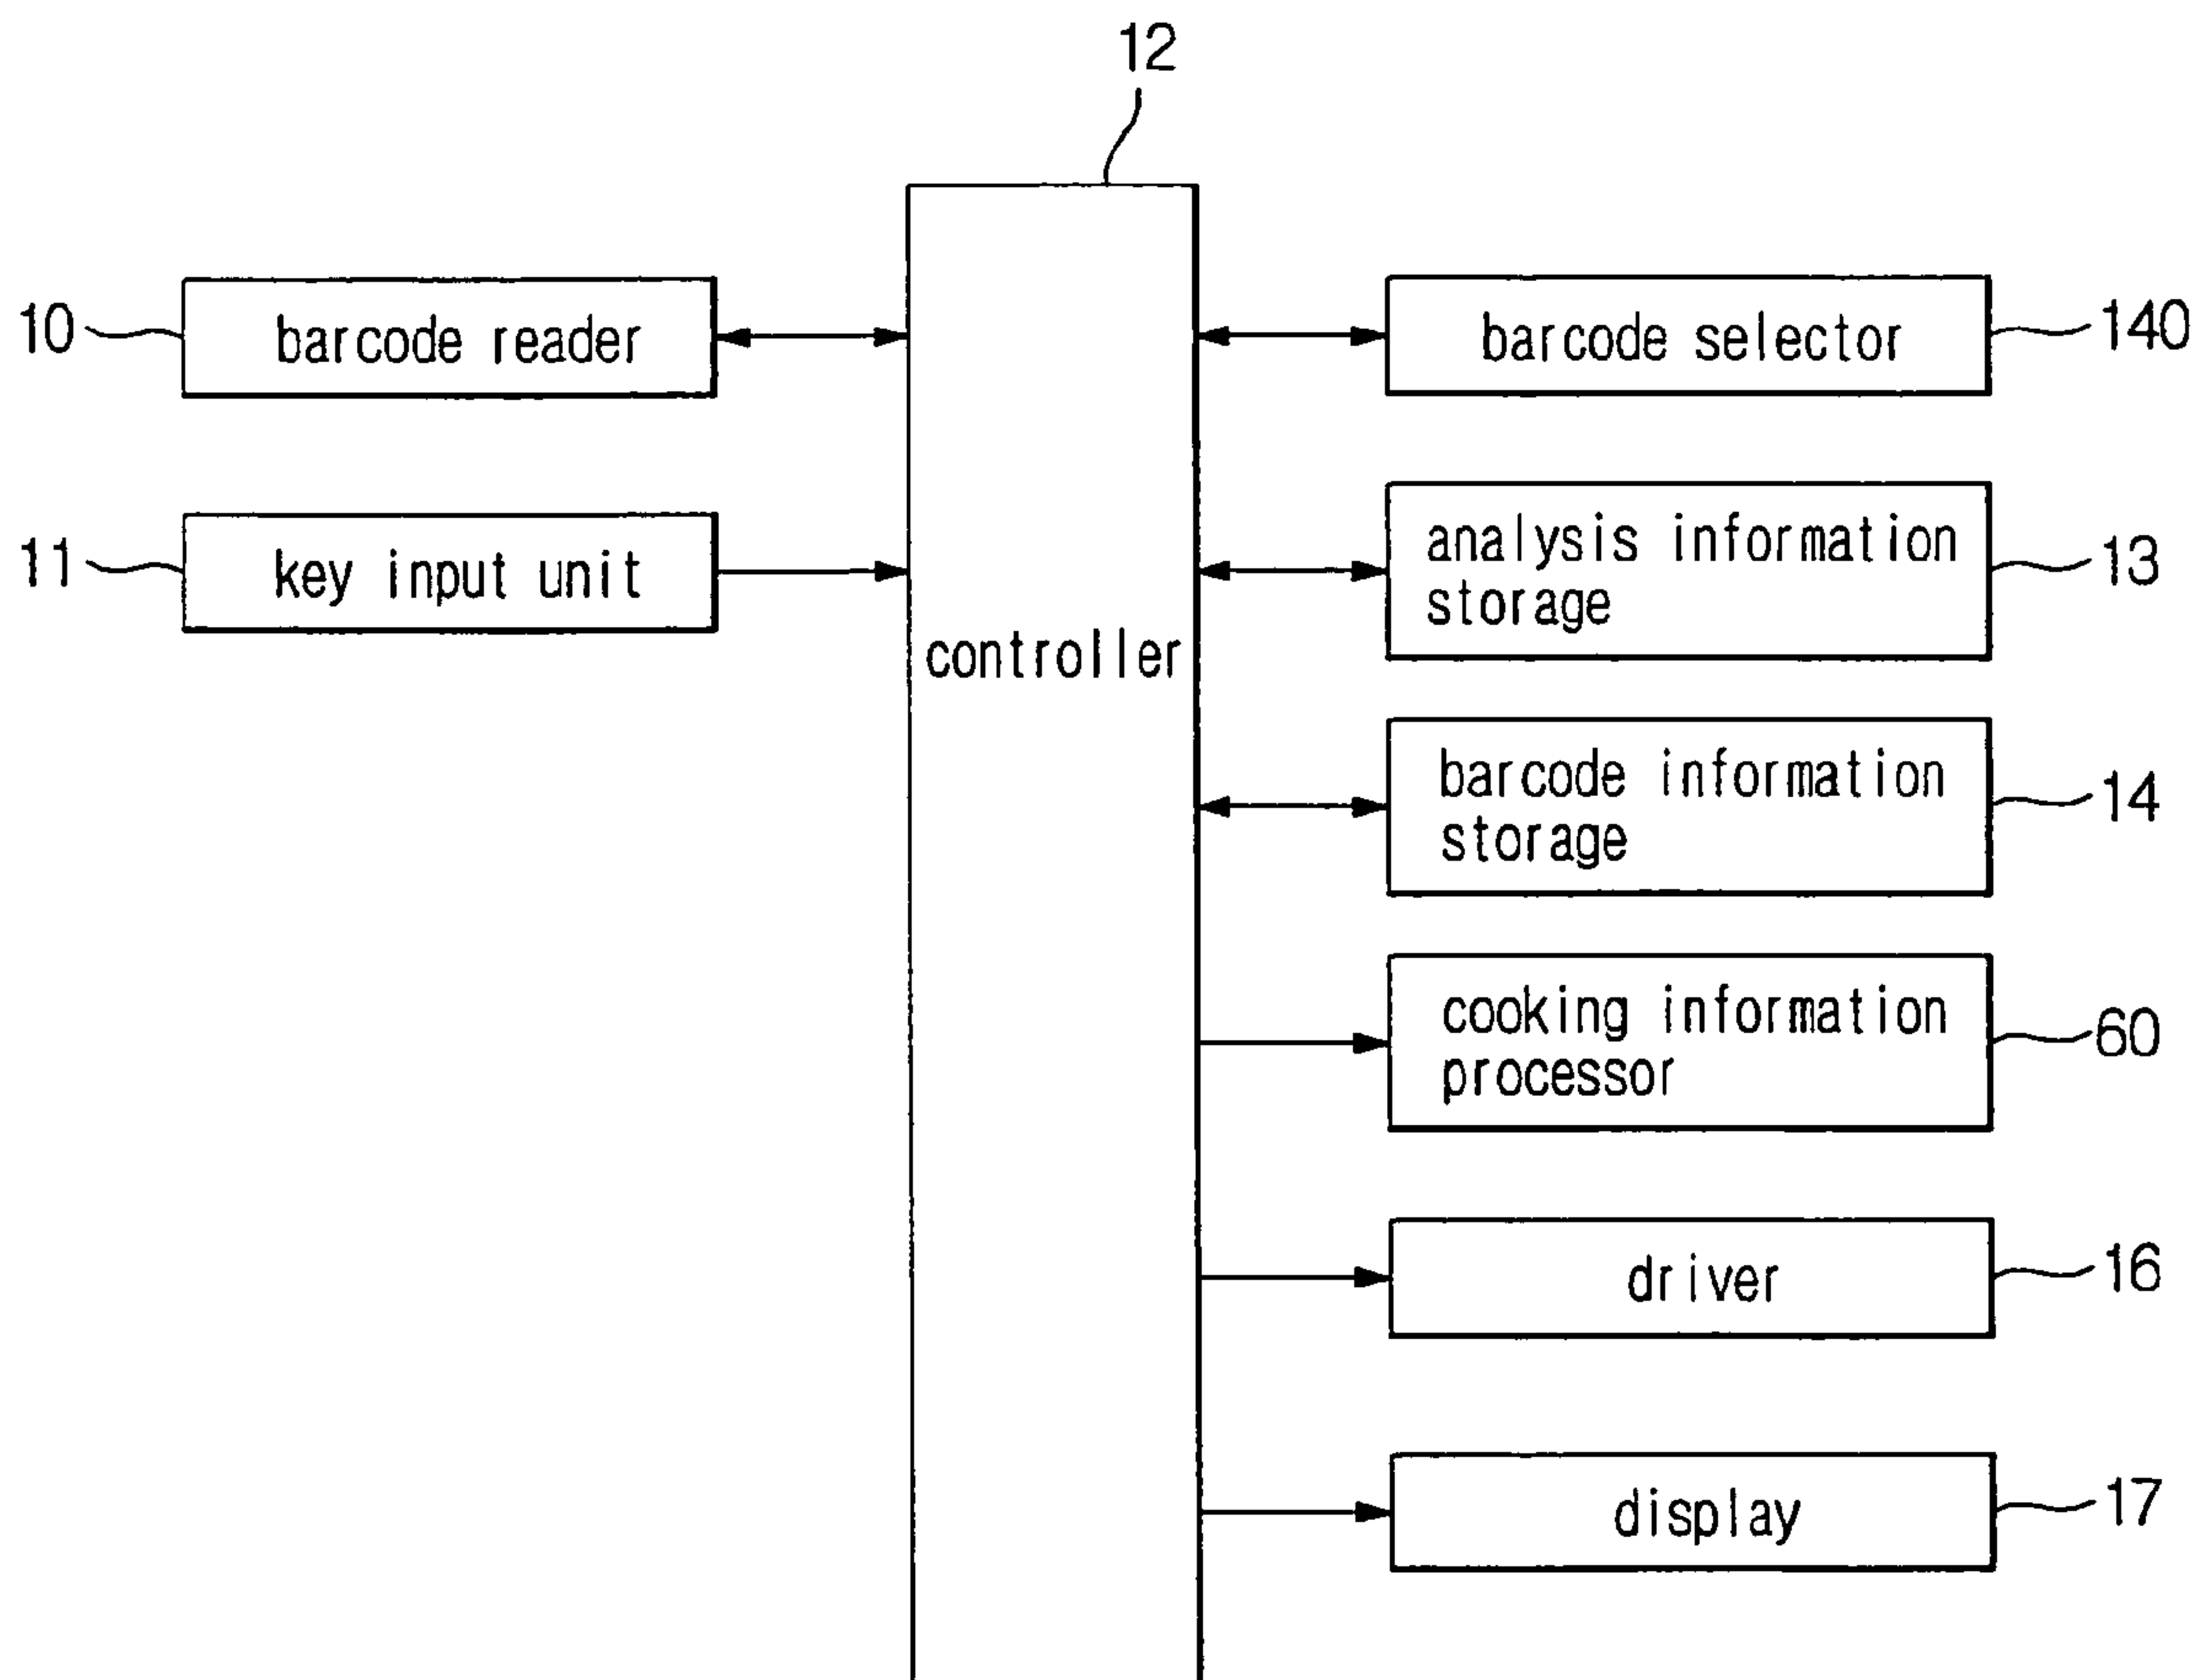 12
10
barcode reader
barcode selector
140
11
key input unit
analysis information
storage
13
controller
barcode information
storage
14
cooking information
processor
60
driver
16
display
17